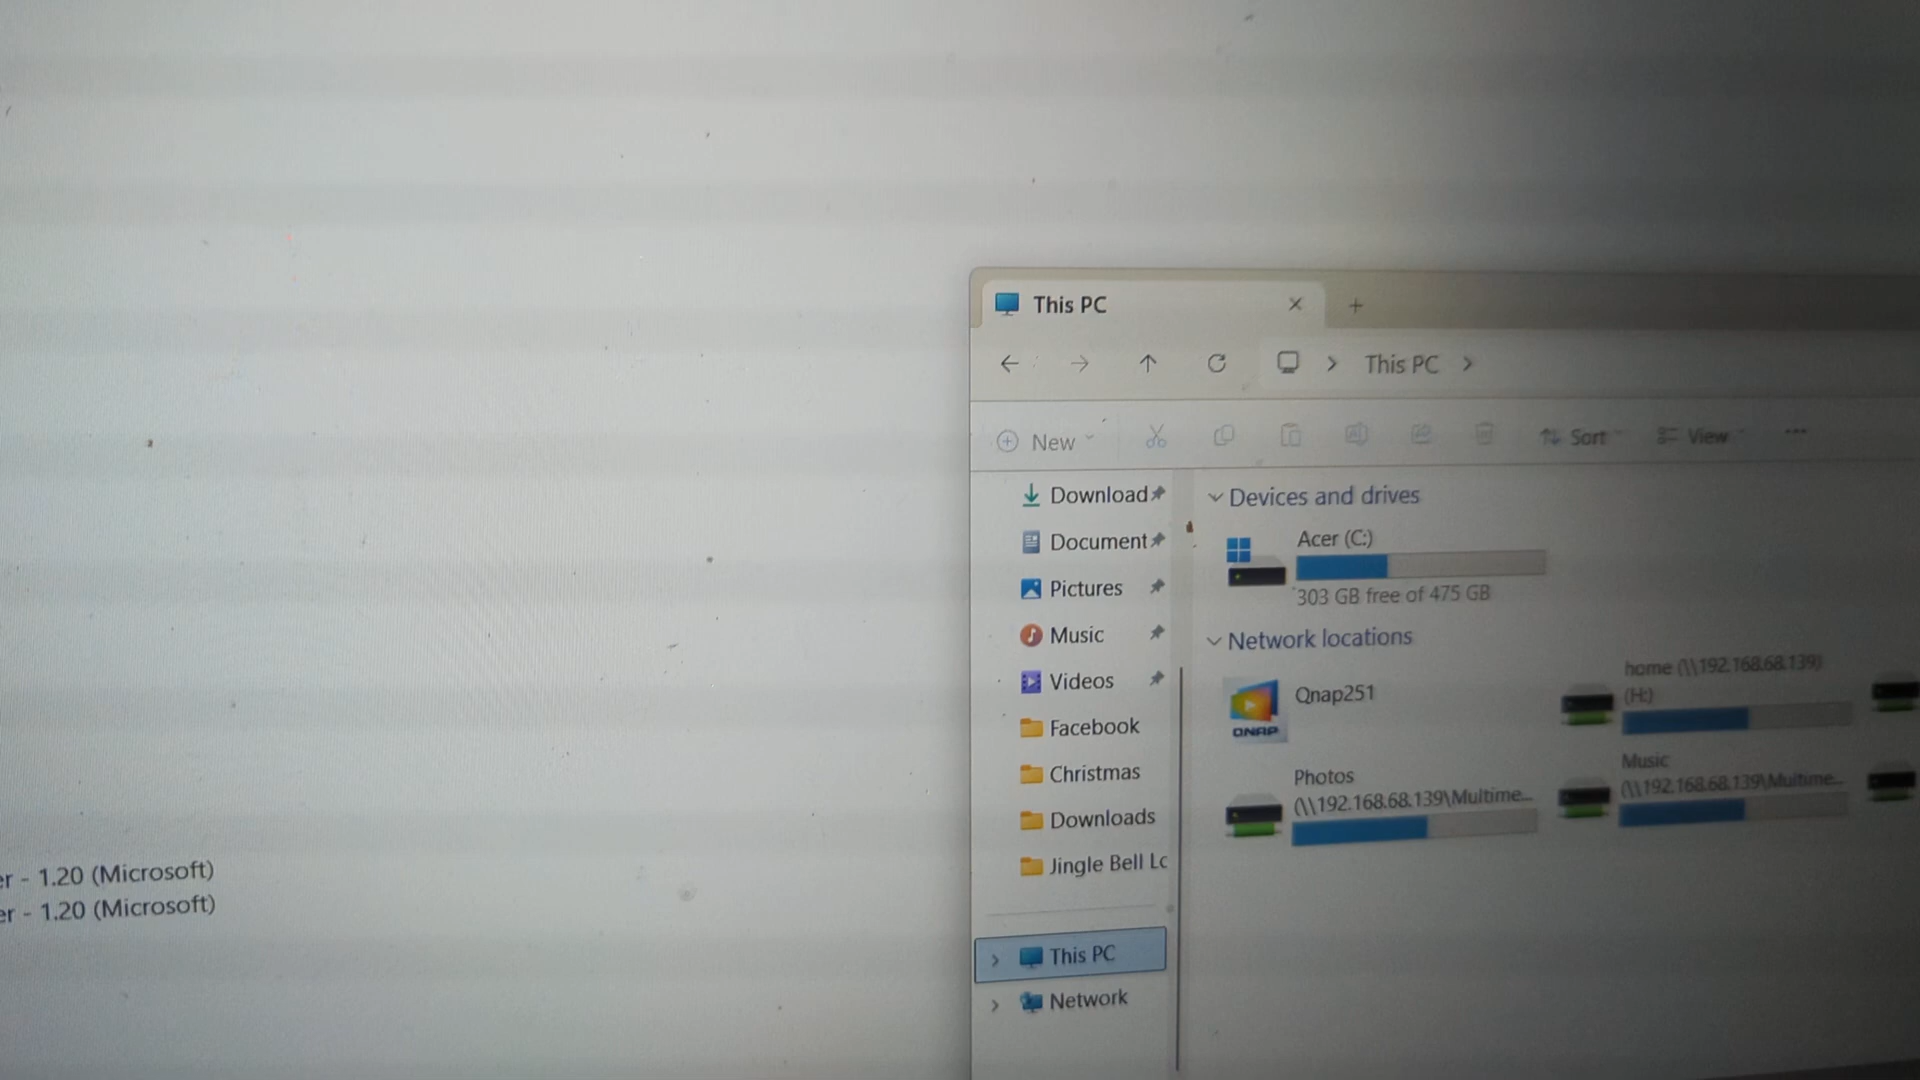 This PC
This PC
New
Sort
View
Download
Document
Pictures
Music
Videos
Facebook
Christmas
Downloads
Jingle Bell Lc
This PC
Network
Devices and drives
Acer (C:)
303 GB free of 475 GB
Network locations
Qnap251
QNAP
home (\\192.168.68.139)
(H:)
Photos
(\\192.168.68.139\Multime...
Music
(\\192.168.68.139\Multime...
er - 1.20 (Microsoft)
er - 1.20 (Microsoft)